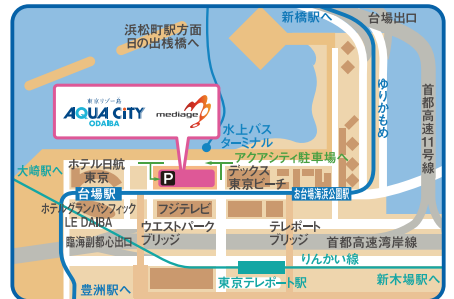 新橋駅へ
台場出口
浜松町駅方面
日の出桟橋へ
ゆりかもめ
首都高速11号線
東京リゾート島
AQUA CiTY
ODAIBA
mediage
水上バス
ターミナル
アクアシティ駐車場へ
大崎駅へ
ホテル日航
東京
P
デックス
東京ビーチ
台場駅
お台場海浜公園駅
ホテルグランパシフィック
LE DAIBA
フジテレビ
臨海副都心出口
ウエストパーク
ブリッジ
テレポート
ブリッジ
首都高速湾岸線
りんかい線
豊洲駅へ
東京テレポート駅
新木場駅へ